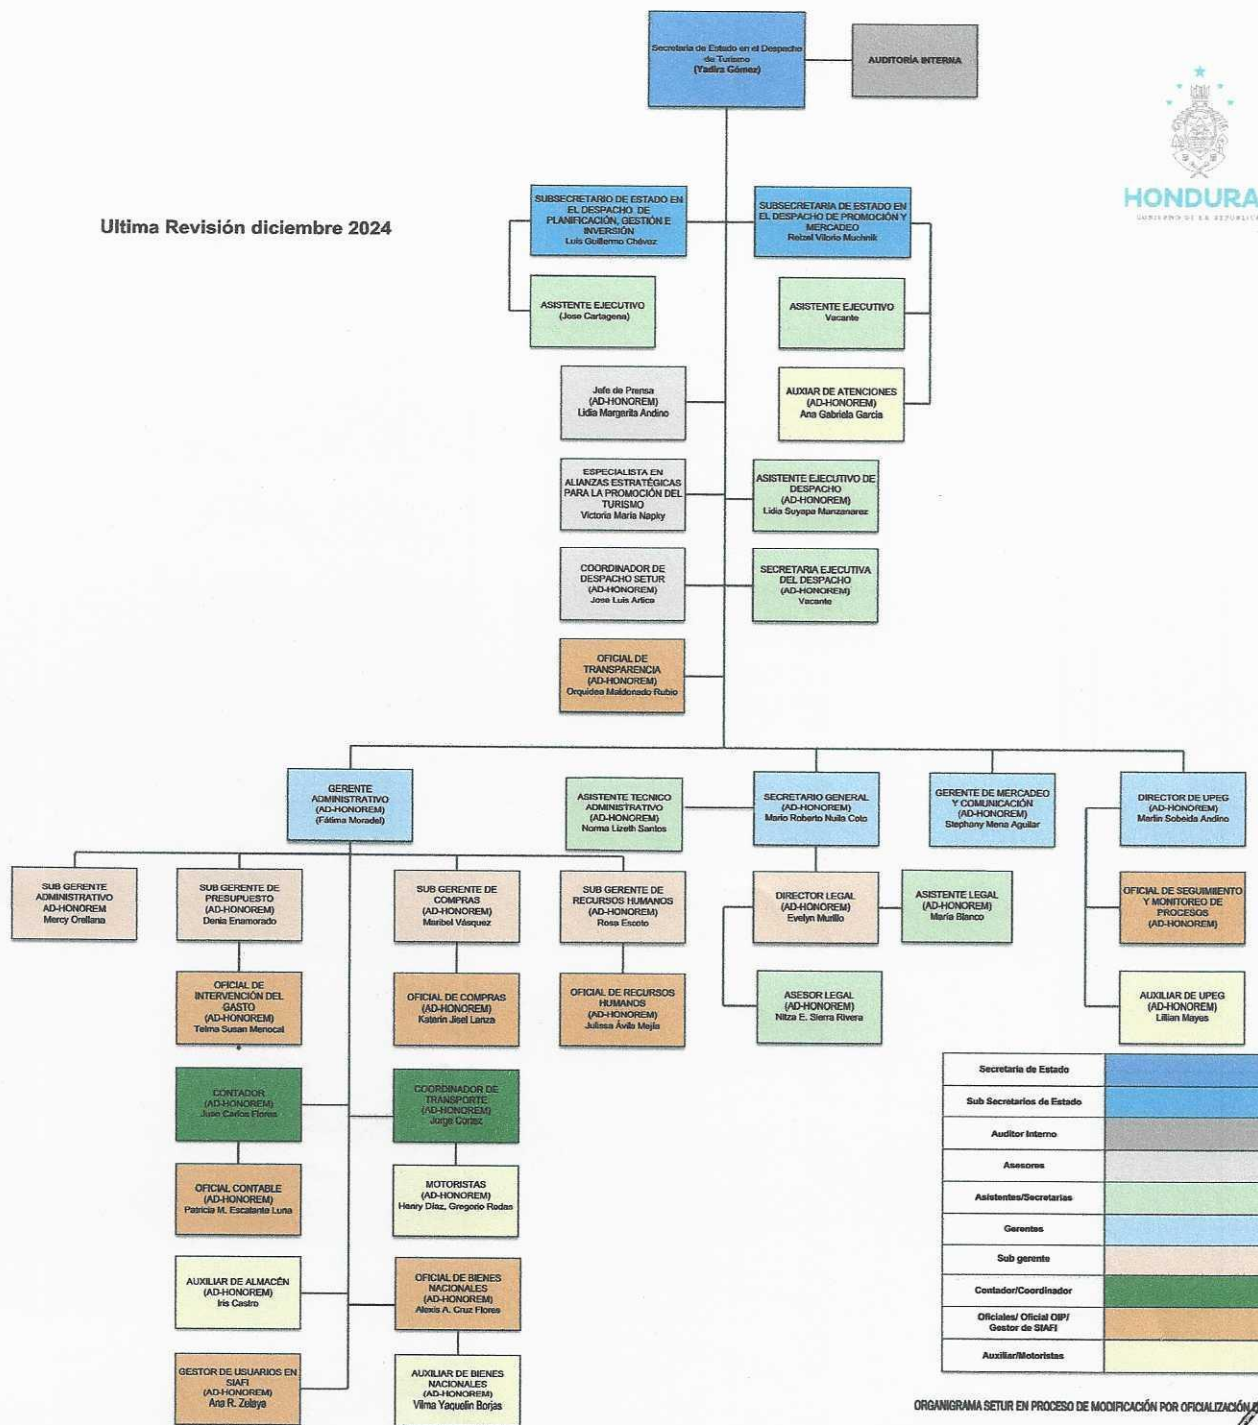 Secretaria de Estado en el Despacho
de Turismo
(Yadira Gómez)
AUDITORÍA INTERNA
HONDURA
GOBIERNO DE LA REPÚBLICA
Ultima Revisión diciembre 2024
SUBSECRETARIO DE ESTADO EN
EL DESPACHO DE
PLANIFICACIÓN, GESTIÓN E
INVERSIÓN
Luis Guillermo Chévez
SUBSECRETARIA DE ESTADO EN
EL DESPACHO DE PROMOCIÓN Y
MERCADEO
Reizel Vilorio Muchnik
ASISTENTE EJECUTIVO
(Jose Cartagena)
ASISTENTE EJECUTIVO
Vacante
Jefe de Prensa
(AD-HONOREM)
Lidia Margarita Andino
AUXIAR DE ATENCIONES
(AD-HONOREM)
Ana Gabriela Garcia
ESPECIALISTA EN
ALIANZAS ESTRATÉGICAS
PARA LA PROMOCIÓN DEL
TURISMO
Victoria María Napky
ASISTENTE EJECUTIVO DE
DESPACHO
(AD-HONOREM)
Lidia Suyapa Manzanarez
COORDINADOR DE
DESPACHO SETUR
(AD-HONOREM)
Jose Luis Artica
SECRETARIA EJECUTIVA
DEL DESPACHO
(AD-HONOREM)
Vacante
OFICIAL DE
TRANSPARENCIA
(AD-HONOREM)
Orquidea Maldonado Rubio
GERENTE
ADMINISTRATIVO
(AD-HONOREM)
(Fátima Moradel)
ASISTENTE TECNICO
ADMINISTRATIVO
(AD-HONOREM)
Norma Lizeth Santos
SECRETARIO GENERAL
(AD-HONOREM)
Mario Roberto Nuila Coto
GERENTE DE MERCADEO
Y COMUNICACIÓN
(AD-HONOREM)
Stephany Mena Aguilar
DIRECTOR DE UPEG
(AD-HONOREM)
Marlin Sobeida Andino
SUB GERENTE
ADMINISTRATIVO
AD-HONOREM
Mercy Orellana
SUB GERENTE DE
PRESUPUESTO
(AD-HONOREM)
Denia Enamorado
SUB GERENTE DE
COMPRAS
(AD-HONOREM)
Maribel Vásquez
SUB GERENTE DE
RECURSOS HUMANOS
(AD-HONOREM)
Rosa Escoto
DIRECTOR LEGAL
(AD-HONOREM)
Evelyn Murillo
ASISTENTE LEGAL
(AD-HONOREM)
María Blanco
OFICIAL DE SEGUIMIENTO
Y MONITOREO DE
PROCESOS
(AD-HONOREM)
OFICIAL DE
INTERVENCIÓN DEL
GASTO
(AD-HONOREM)
Telma Susan Menocal
OFICIAL DE COMPRAS
(AD-HONOREM)
Katerin Jisel Lanza
OFICIAL DE RECURSOS
HUMANOS
(AD-HONOREM)
Julissa Ávila Mejía
ASESOR LEGAL
(AD-HONOREM)
Nitza E. Sierra Rivera
AUXILIAR DE UPEG
(AD-HONOREM)
Lillian Mayes
CONTADOR
(AD-HONOREM)
Juan Carlos Flores
COORDINADOR DE
TRANSPORTE
(AD-HONOREM)
Jorge Cortez
OFICIAL CONTABLE
(AD-HONOREM)
Patricia M. Escalante Luna
MOTORISTAS
(AD-HONOREM)
Henry Díaz, Gregorio Rodas
AUXILIAR DE ALMACÉN
(AD-HONOREM)
Iris Castro
OFICIAL DE BIENES
NACIONALES
(AD-HONOREM)
Alexis A. Cruz Flores
GESTOR DE USUARIOS EN
SIAFI
(AD-HONOREM)
Ana R. Zelaya
AUXILIAR DE BIENES
NACIONALES
(AD-HONOREM)
Vilma Yaquelin Borjas
Secretaria de Estado
Sub Secretarios de Estado
Auditor Interno
Asesores
Asistentes/Secretarias
Gerentes
Sub gerente
Contador/Coordinador
Oficiales/ Oficial OIP/
Gestor de SIAFI
Auxiliar/Motoristas
ORGANIGRAMA SETUR EN PROCESO DE MODIFICACIÓN POR OFICIALIZACIÓN